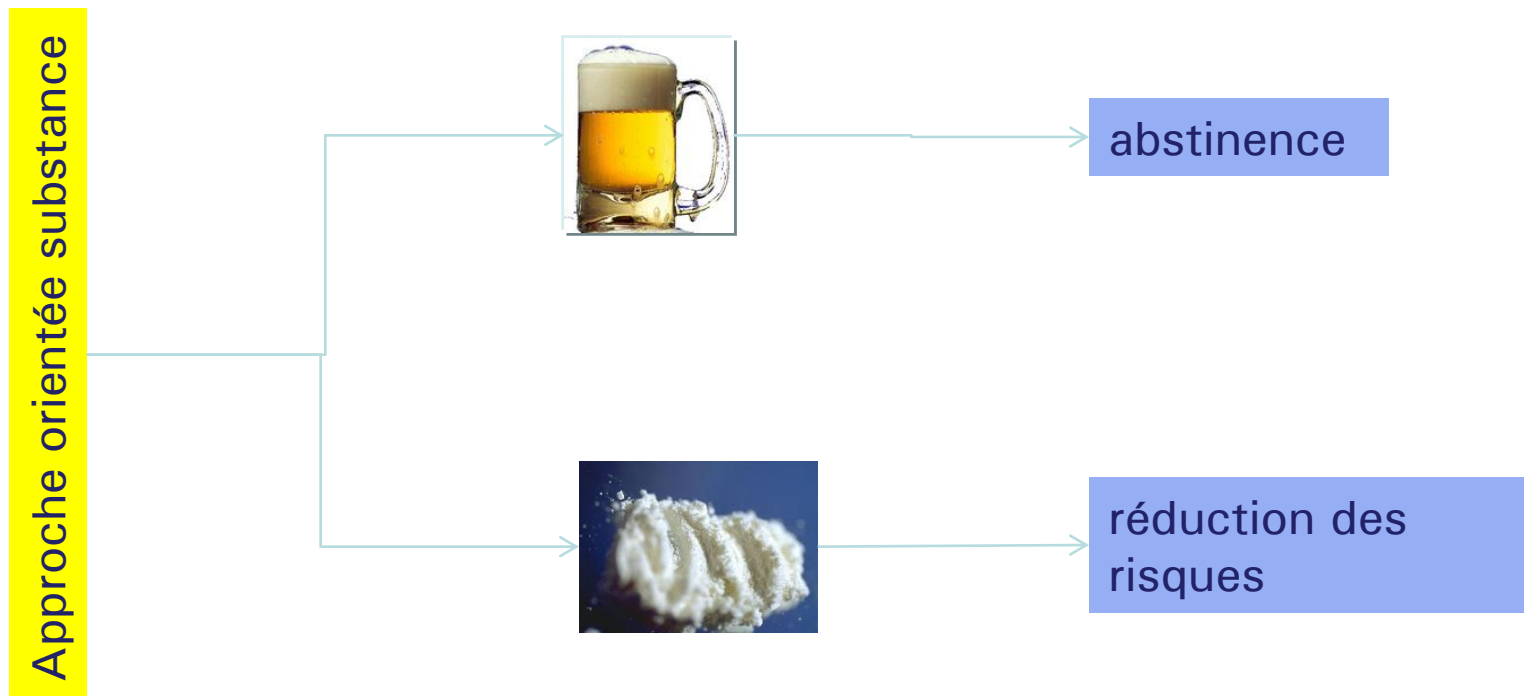 Approche orientée substance
abstinence
réduction des
risques